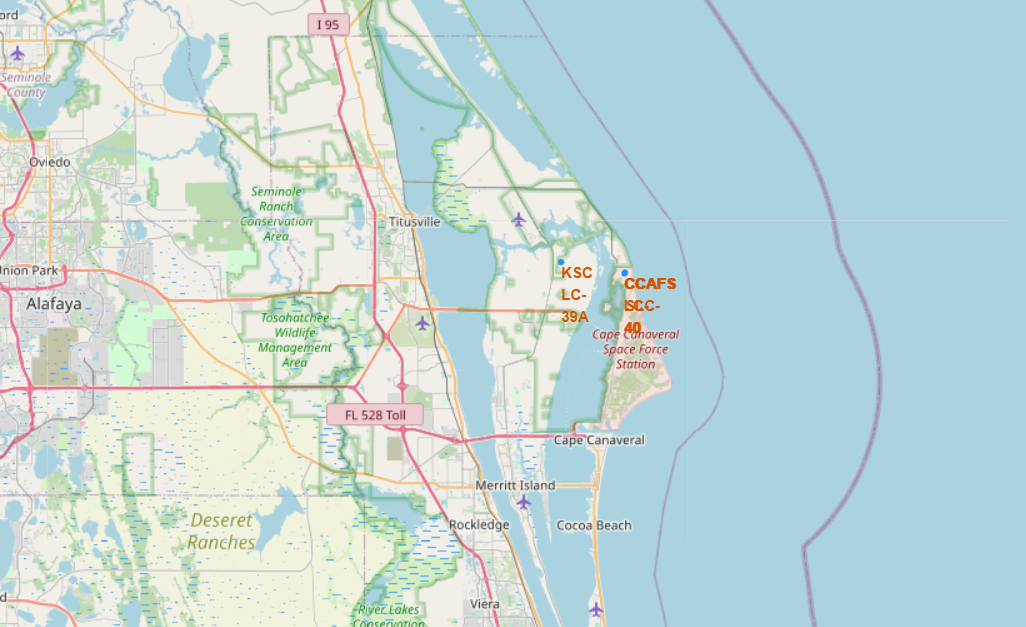 ord
I 95
Seminole
County
Oviedo
Seminole
Ranch
Conservation
Area
Titusville
Union Park
KSC
LC-
39A
CCAFS
SLC-
40
Alafaya
Tosohatchee
Wildlife
Management
Area
Cape Canaveral
Space Force
Station
FL 528 Toll
Cape Canaveral
Merritt Island
Deseret
Ranches
Rockledge
Cocoa Beach
d
Viera
River Lakes
Conservation